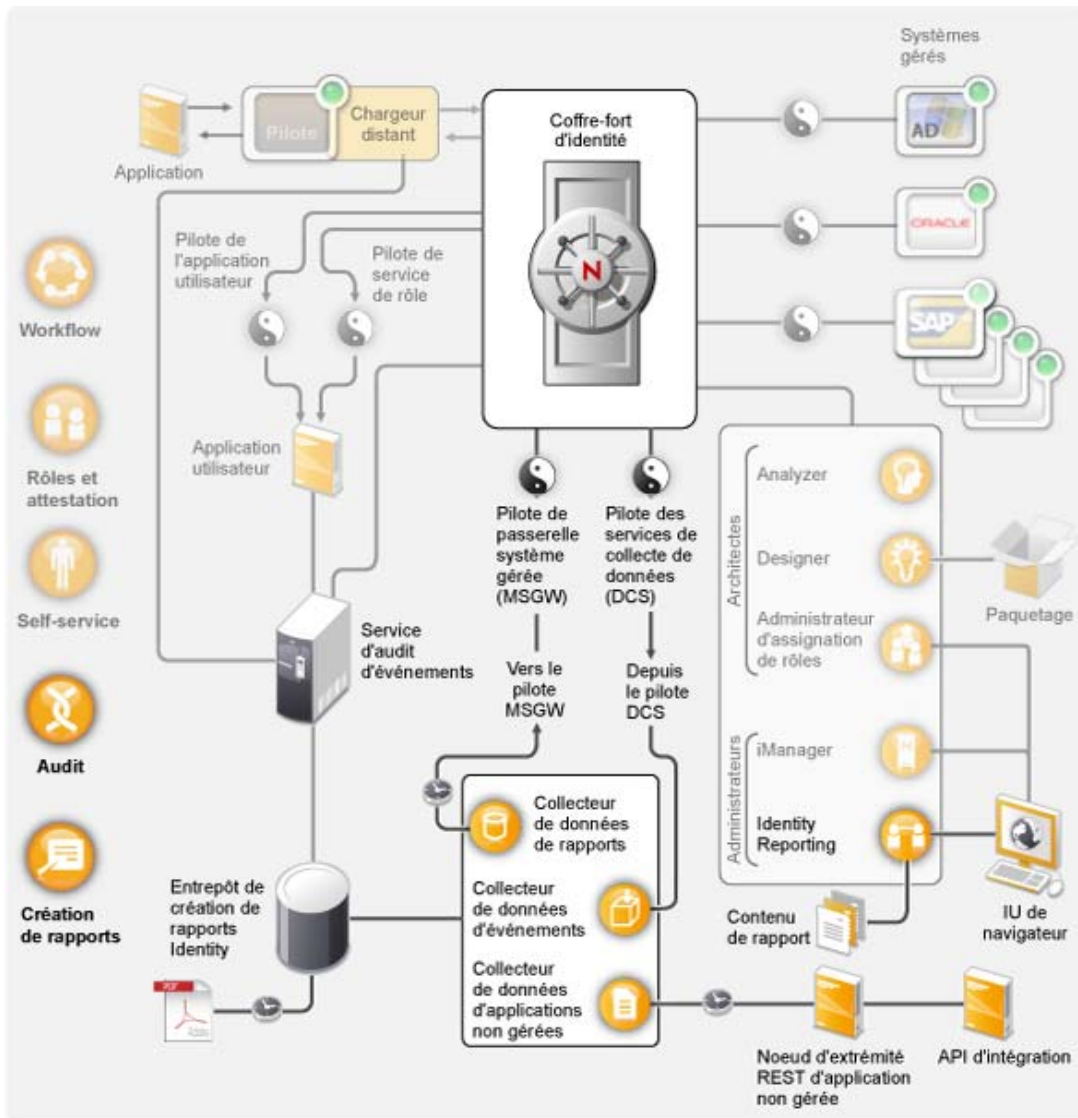 Systèmes
gérés
Pilote
Chargeur
distant
Application
Coffre-fort
d'identité
N
AD
ORACLE
SAP
Pilote de
l'application
utilisateur
Pilote de
service
de rôle
Workflow
Rôles et
attestation
Self-service
Audit
Création
de rapports
Application
utilisateur
Service
d'audit
d'événements
Pilote de
passerelle
système
gérée
(MSGW)
Pilote des
services de
collecte de
données
(DCS)
Vers le
pilote
MSGW
Depuis
le pilote
DCS
Architectes
Analyzer
Designer
Administrateur
d'assignation
de rôles
Paquetage
Administrateurs
iManager
Identity
Reporting
Collecteur
de données
de rapports
Collecteur
de données
d'événements
Collecteur
de données
d'applications
non gérées
Entrepôt de
création de
rapports
Identity
PDF
Contenu
de rapport
IU de
navigateur
Noeud d'extrémité
REST d'application
non gérée
API d'intégration